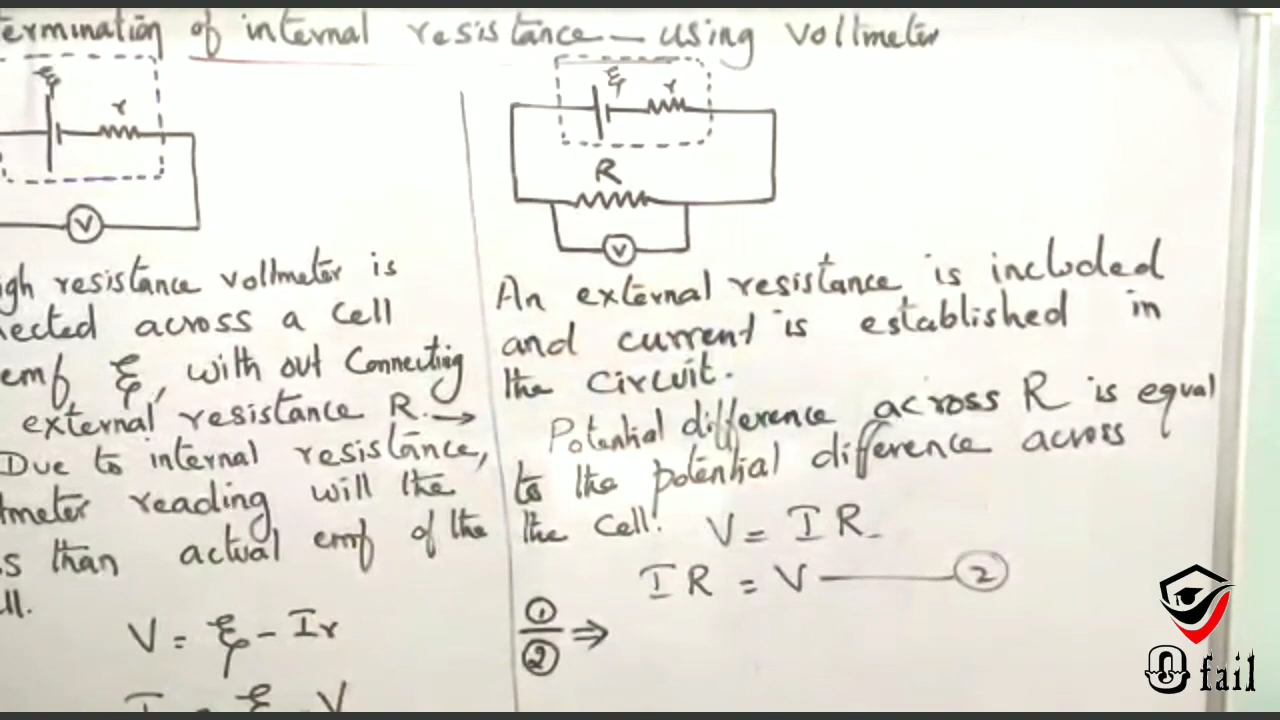 termination of internal resistance — using voltmeter
ξ
r
V
igh resistance voltmeter is
nected across a cell
emf ξ, with out Connecting
external resistance R. →
Due to internal resistance,
tmeter reading will the
s than actual emf of the
ll.
V = ξ - Ir
I = ξ - V
ξ
r
R
V
An external resistance is included
and current is established in
the circuit.
Potential difference across R is equal
to the potential difference across
the cell. V = IR
IR = V —— ②
①/② ⇒
0 fail